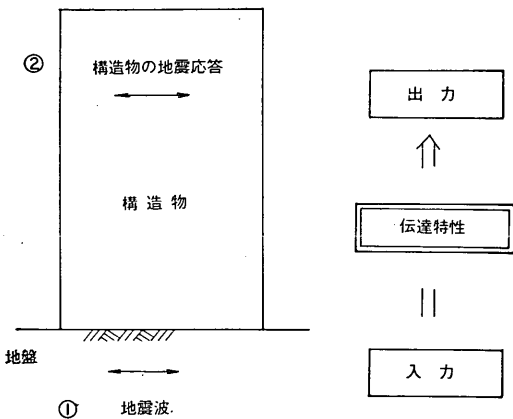 ②
構造物の地震応答
構造物
地盤
①
地震波.
出力
伝達特性
入力